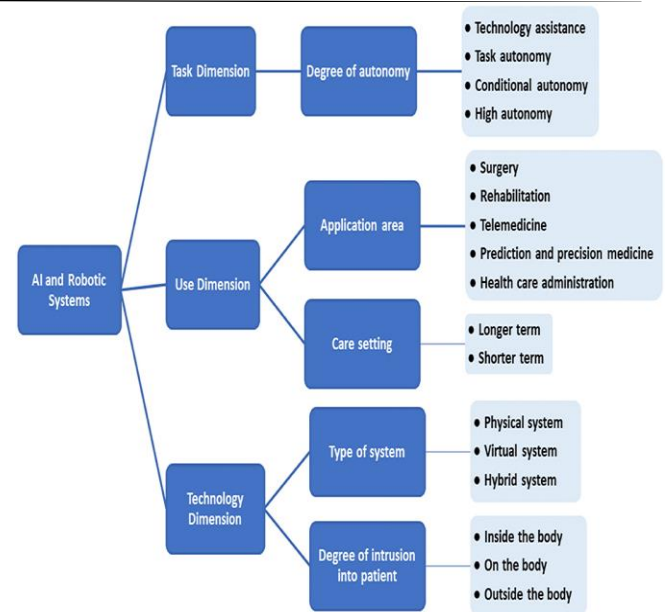 AI and Robotic
Systems
Task Dimension
Degree of autonomy
• Technology assistance
• Task autonomy
• Conditional autonomy
• High autonomy
Use Dimension
Application area
• Surgery
• Rehabilitation
• Telemedicine
• Prediction and precision medicine
• Health care administration
Care setting
• Longer term
• Shorter term
Technology
Dimension
Type of system
• Physical system
• Virtual system
• Hybrid system
Degree of intrusion
into patient
• Inside the body
• On the body
• Outside the body